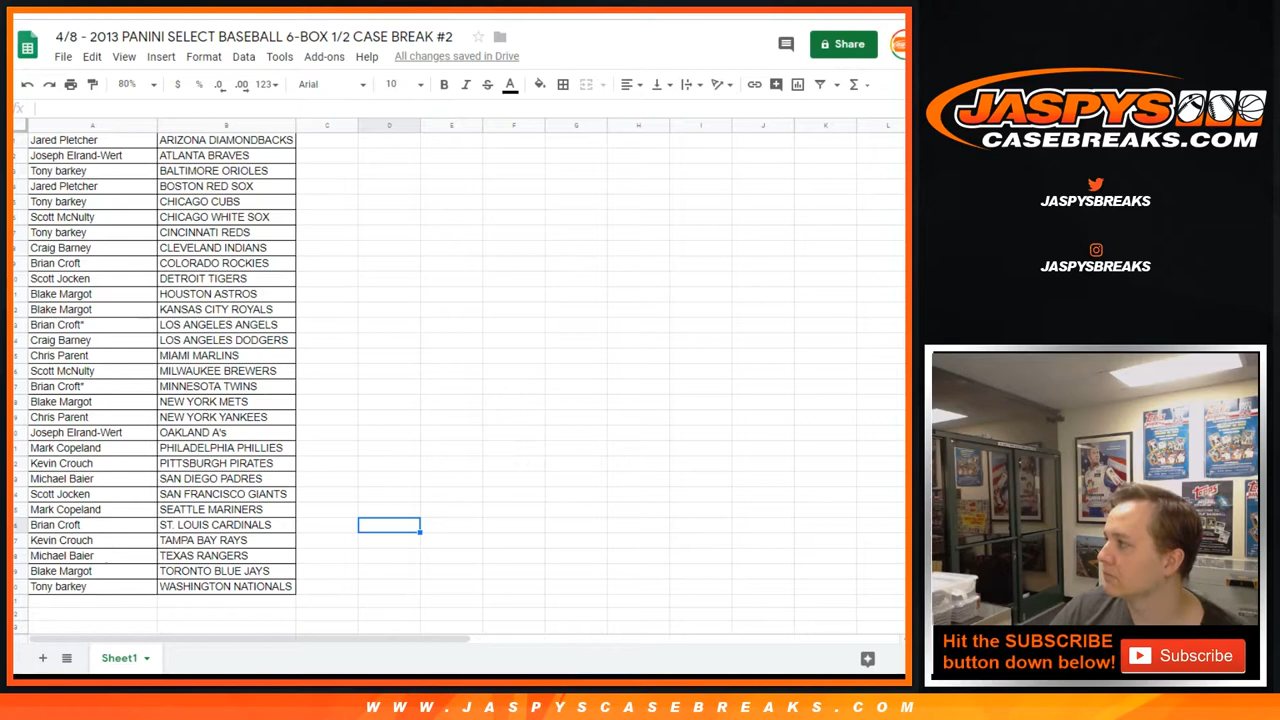 4/8 - 2013 PANINI SELECT BASEBALL 6-BOX 1/2 CASE BREAK #2
File Edit View Insert Format Data Tools Add-ons Help All changes saved in Drive
Share
80% $ % .0 .00 123 Arial 10 B I S A
fx
A B C D E F G H I J K L
Jared Pletcher ARIZONA DIAMONDBACKS
Joseph Elrand-Wert ATLANTA BRAVES
Tony barkey BALTIMORE ORIOLES
Jared Pletcher BOSTON RED SOX
Tony barkey CHICAGO CUBS
Scott McNulty CHICAGO WHITE SOX
Tony barkey CINCINNATI REDS
Craig Barney CLEVELAND INDIANS
Brian Croft COLORADO ROCKIES
Scott Jocken DETROIT TIGERS
Blake Margot HOUSTON ASTROS
Blake Margot KANSAS CITY ROYALS
Brian Croft* LOS ANGELES ANGELS
Craig Barney LOS ANGELES DODGERS
Chris Parent MIAMI MARLINS
Scott McNulty MILWAUKEE BREWERS
Brian Croft* MINNESOTA TWINS
Blake Margot NEW YORK METS
Chris Parent NEW YORK YANKEES
Joseph Elrand-Wert OAKLAND A's
Mark Copeland PHILADELPHIA PHILLIES
Kevin Crouch PITTSBURGH PIRATES
Michael Baier SAN DIEGO PADRES
Scott Jocken SAN FRANCISCO GIANTS
Mark Copeland SEATTLE MARINERS
Brian Croft ST. LOUIS CARDINALS
Kevin Crouch TAMPA BAY RAYS
Michael Baier TEXAS RANGERS
Blake Margot TORONTO BLUE JAYS
Tony barkey WASHINGTON NATIONALS
Sheet1
JASPYS
CASEBREAKS.COM
JASPYSBREAKS
JASPYSBREAKS
Topps
Topps
Topps
Hit the SUBSCRIBE
button down below!
Subscribe
WWW.JASPYSCASEBREAKS.COM